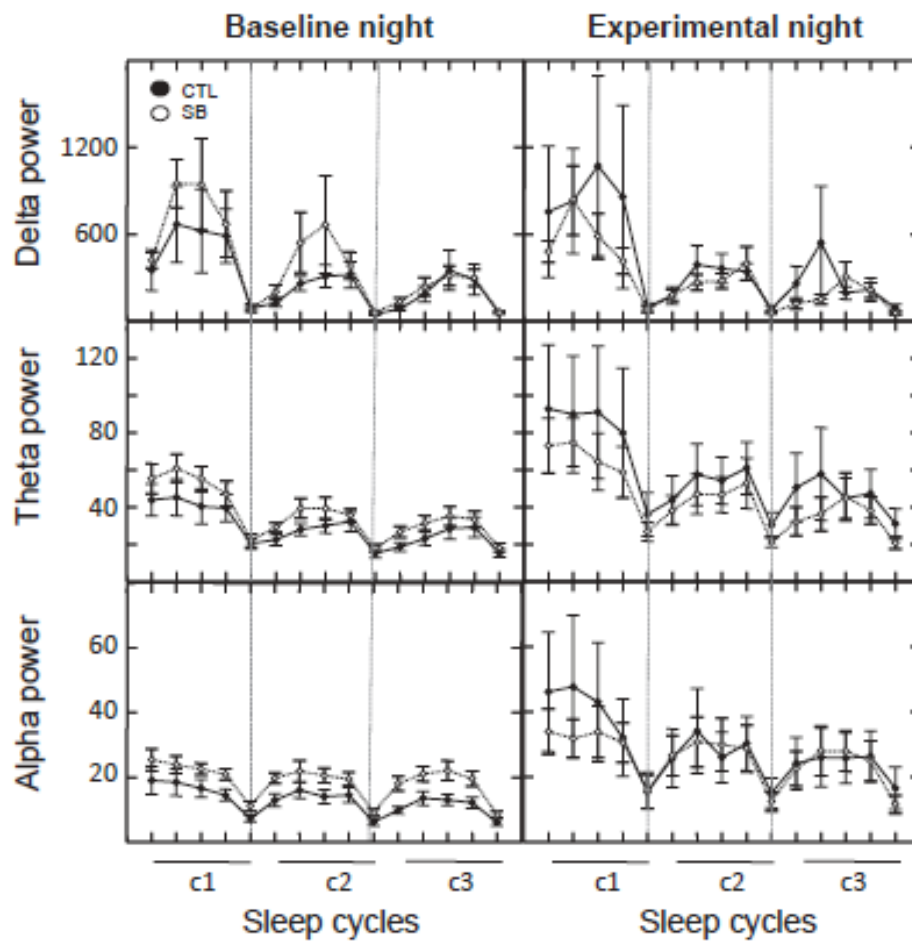 Baseline night
Experimental night
CTL
SB
Delta power
1200
600
Theta power
120
80
40
Alpha power
60
40
20
c1
c2
c3
c1
c2
c3
Sleep cycles
Sleep cycles